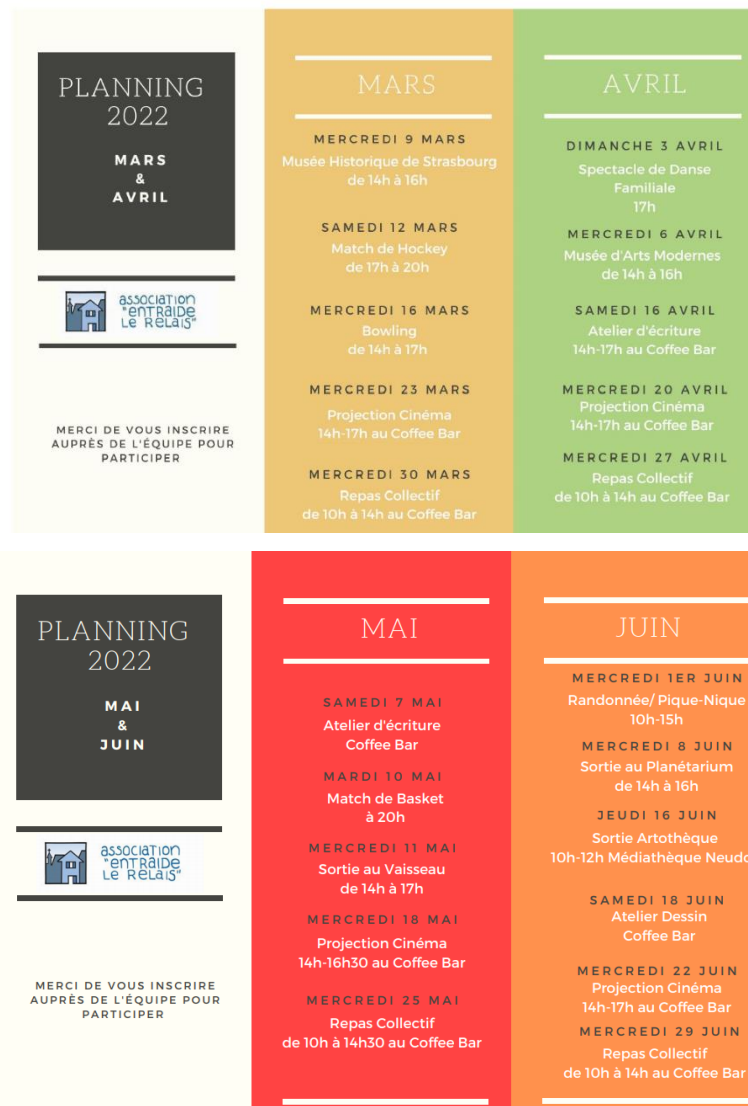 PLANNING
2022
MARS
&
AVRIL
ASSOCIATION
"ENTRAIDE
LE RELAIS"
MERCI DE VOUS INSCRIRE
AUPRÈS DE L'ÉQUIPE POUR
PARTICIPER
MARS
MERCREDI 9 MARS
Musée Historique de Strasbourg
de 14h à 16h
SAMEDI 12 MARS
Match de Hockey
de 17h à 20h
MERCREDI 16 MARS
Bowling
de 14h à 17h
MERCREDI 23 MARS
Projection Cinéma
14h-17h au Coffee Bar
MERCREDI 30 MARS
Repas Collectif
de 10h à 14h au Coffee Bar
AVRIL
DIMANCHE 3 AVRIL
Spectacle de Danse
Familiale
17h
MERCREDI 6 AVRIL
Musée d'Arts Modernes
de 14h à 16h
SAMEDI 16 AVRIL
Atelier d'écriture
14h-17h au Coffee Bar
MERCREDI 20 AVRIL
Projection Cinéma
14h-17h au Coffee Bar
MERCREDI 27 AVRIL
Repas Collectif
de 10h à 14h au Coffee Bar
PLANNING
2022
MAI
&
JUIN
ASSOCIATION
"ENTRAIDE
LE RELAIS"
MERCI DE VOUS INSCRIRE
AUPRÈS DE L'ÉQUIPE POUR
PARTICIPER
MAI
SAMEDI 7 MAI
Atelier d'écriture
Coffee Bar
MARDI 10 MAI
Match de Basket
à 20h
MERCREDI 11 MAI
Sortie au Vaisseau
de 14h à 17h
MERCREDI 18 MAI
Projection Cinéma
14h-16h30 au Coffee Bar
MERCREDI 25 MAI
Repas Collectif
de 10h à 14h30 au Coffee Bar
JUIN
MERCREDI 1ER JUIN
Randonnée/ Pique-Nique
10h-15h
MERCREDI 8 JUIN
Sortie au Planétarium
de 14h à 16h
JEUDI 16 JUIN
Sortie Artothèque
10h-12h Médiathèque
SAMEDI 18 JUIN
Atelier Dessin
Coffee Bar
MERCREDI 22 JUIN
Projection Cinéma
14h-17h au Coffee Bar
MERCREDI 29 JUIN
Repas Collectif
de 10h à 14h au Coffee Bar